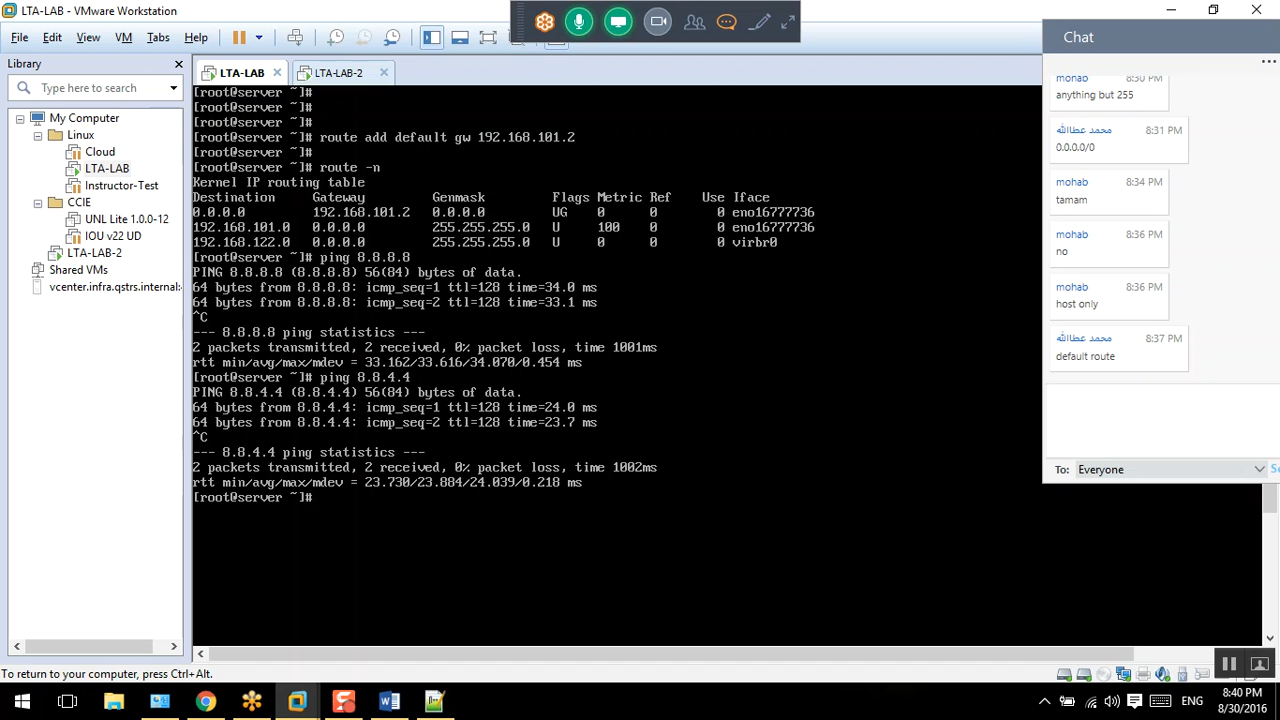 LTA-LAB - VMware Workstation
File Edit View VM Tabs Help
Library
Type here to search
My Computer
Linux
Cloud
LTA-LAB
Instructor-Test
CCIE
UNL Lite 1.0.0-12
IOU v22 UD
LTA-LAB-2
Shared VMs
vcenter.infra.qstrs.internal:
LTA-LAB
LTA-LAB-2
[root@server ~]#
[root@server ~]#
[root@server ~]#
[root@server ~]# route add default gw 192.168.101.2
[root@server ~]#
[root@server ~]# route -n
Kernel IP routing table
Destination Gateway Genmask Flags Metric Ref Use Iface
0.0.0.0 192.168.101.2 0.0.0.0 UG 0 0 0 eno16777736
192.168.101.0 0.0.0.0 255.255.255.0 U 100 0 0 eno16777736
192.168.122.0 0.0.0.0 255.255.255.0 U 0 0 0 virbr0
[root@server ~]# ping 8.8.8.8
PING 8.8.8.8 (8.8.8.8) 56(84) bytes of data.
64 bytes from 8.8.8.8: icmp_seq=1 ttl=128 time=34.0 ms
64 bytes from 8.8.8.8: icmp_seq=2 ttl=128 time=33.1 ms
^C
--- 8.8.8.8 ping statistics ---
2 packets transmitted, 2 received, 0% packet loss, time 1001ms
rtt min/avg/max/mdev = 33.162/33.616/34.070/0.454 ms
[root@server ~]# ping 8.8.4.4
PING 8.8.4.4 (8.8.4.4) 56(84) bytes of data.
64 bytes from 8.8.4.4: icmp_seq=1 ttl=128 time=24.0 ms
64 bytes from 8.8.4.4: icmp_seq=2 ttl=128 time=23.7 ms
^C
--- 8.8.4.4 ping statistics ---
2 packets transmitted, 2 received, 0% packet loss, time 1002ms
rtt min/avg/max/mdev = 23.730/23.884/24.039/0.218 ms
[root@server ~]#
Chat
mohab 8:30 PM
anything but 255
محمد عطاالله 8:31 PM
0.0.0.0/0
mohab 8:34 PM
tamam
mohab 8:36 PM
no
mohab 8:36 PM
host only
محمد عطاالله 8:37 PM
default route
To: Everyone
To return to your computer, press Ctrl+Alt.
ENG
8:40 PM
8/30/2016